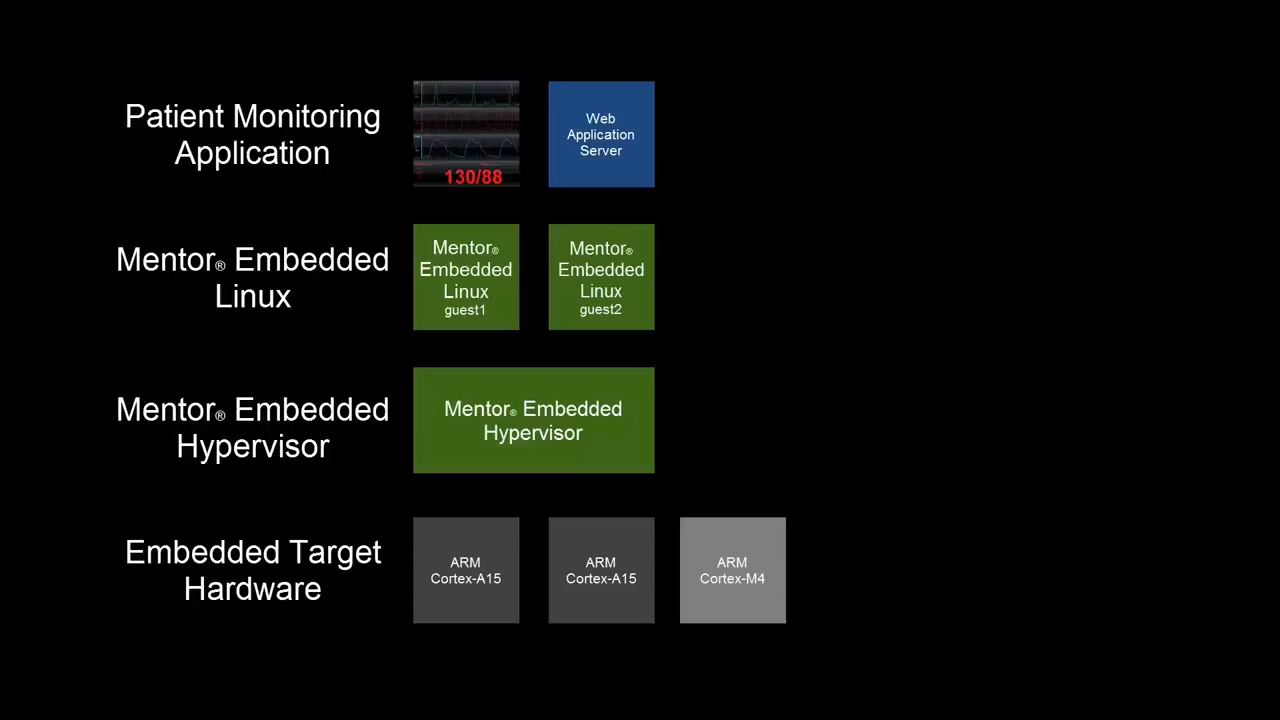 Patient Monitoring
Application
130/88
Web
Application
Server
Mentor® Embedded
Linux
Mentor®
Embedded
Linux
guest1
Mentor®
Embedded
Linux
guest2
Mentor® Embedded
Hypervisor
Mentor® Embedded
Hypervisor
Embedded Target
Hardware
ARM
Cortex-A15
ARM
Cortex-A15
ARM
Cortex-M4